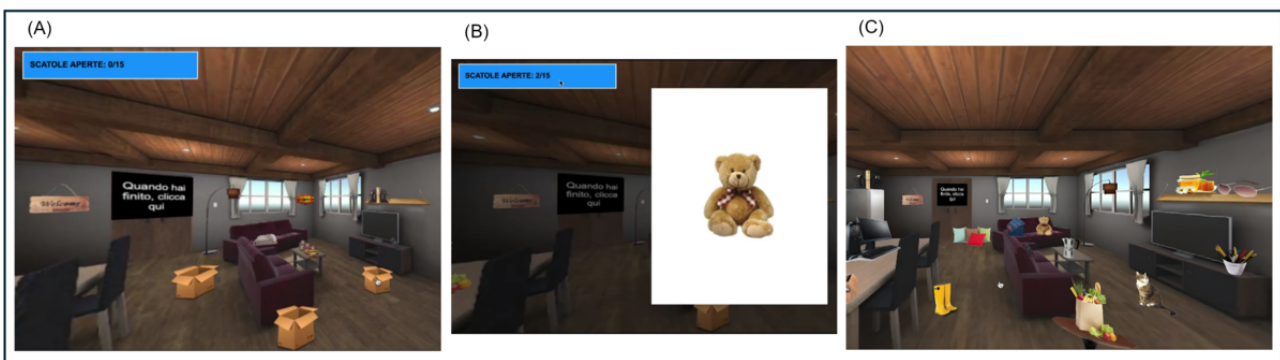 (A)
SCATOLE APERTE: 0/15
Welcome
Quando hai
finito, clicca
qui
(B)
SCATOLE APERTE: 2/15
Quando hai
finito, clicca
qui
(C)
Quando hai
finito, clicca
qui